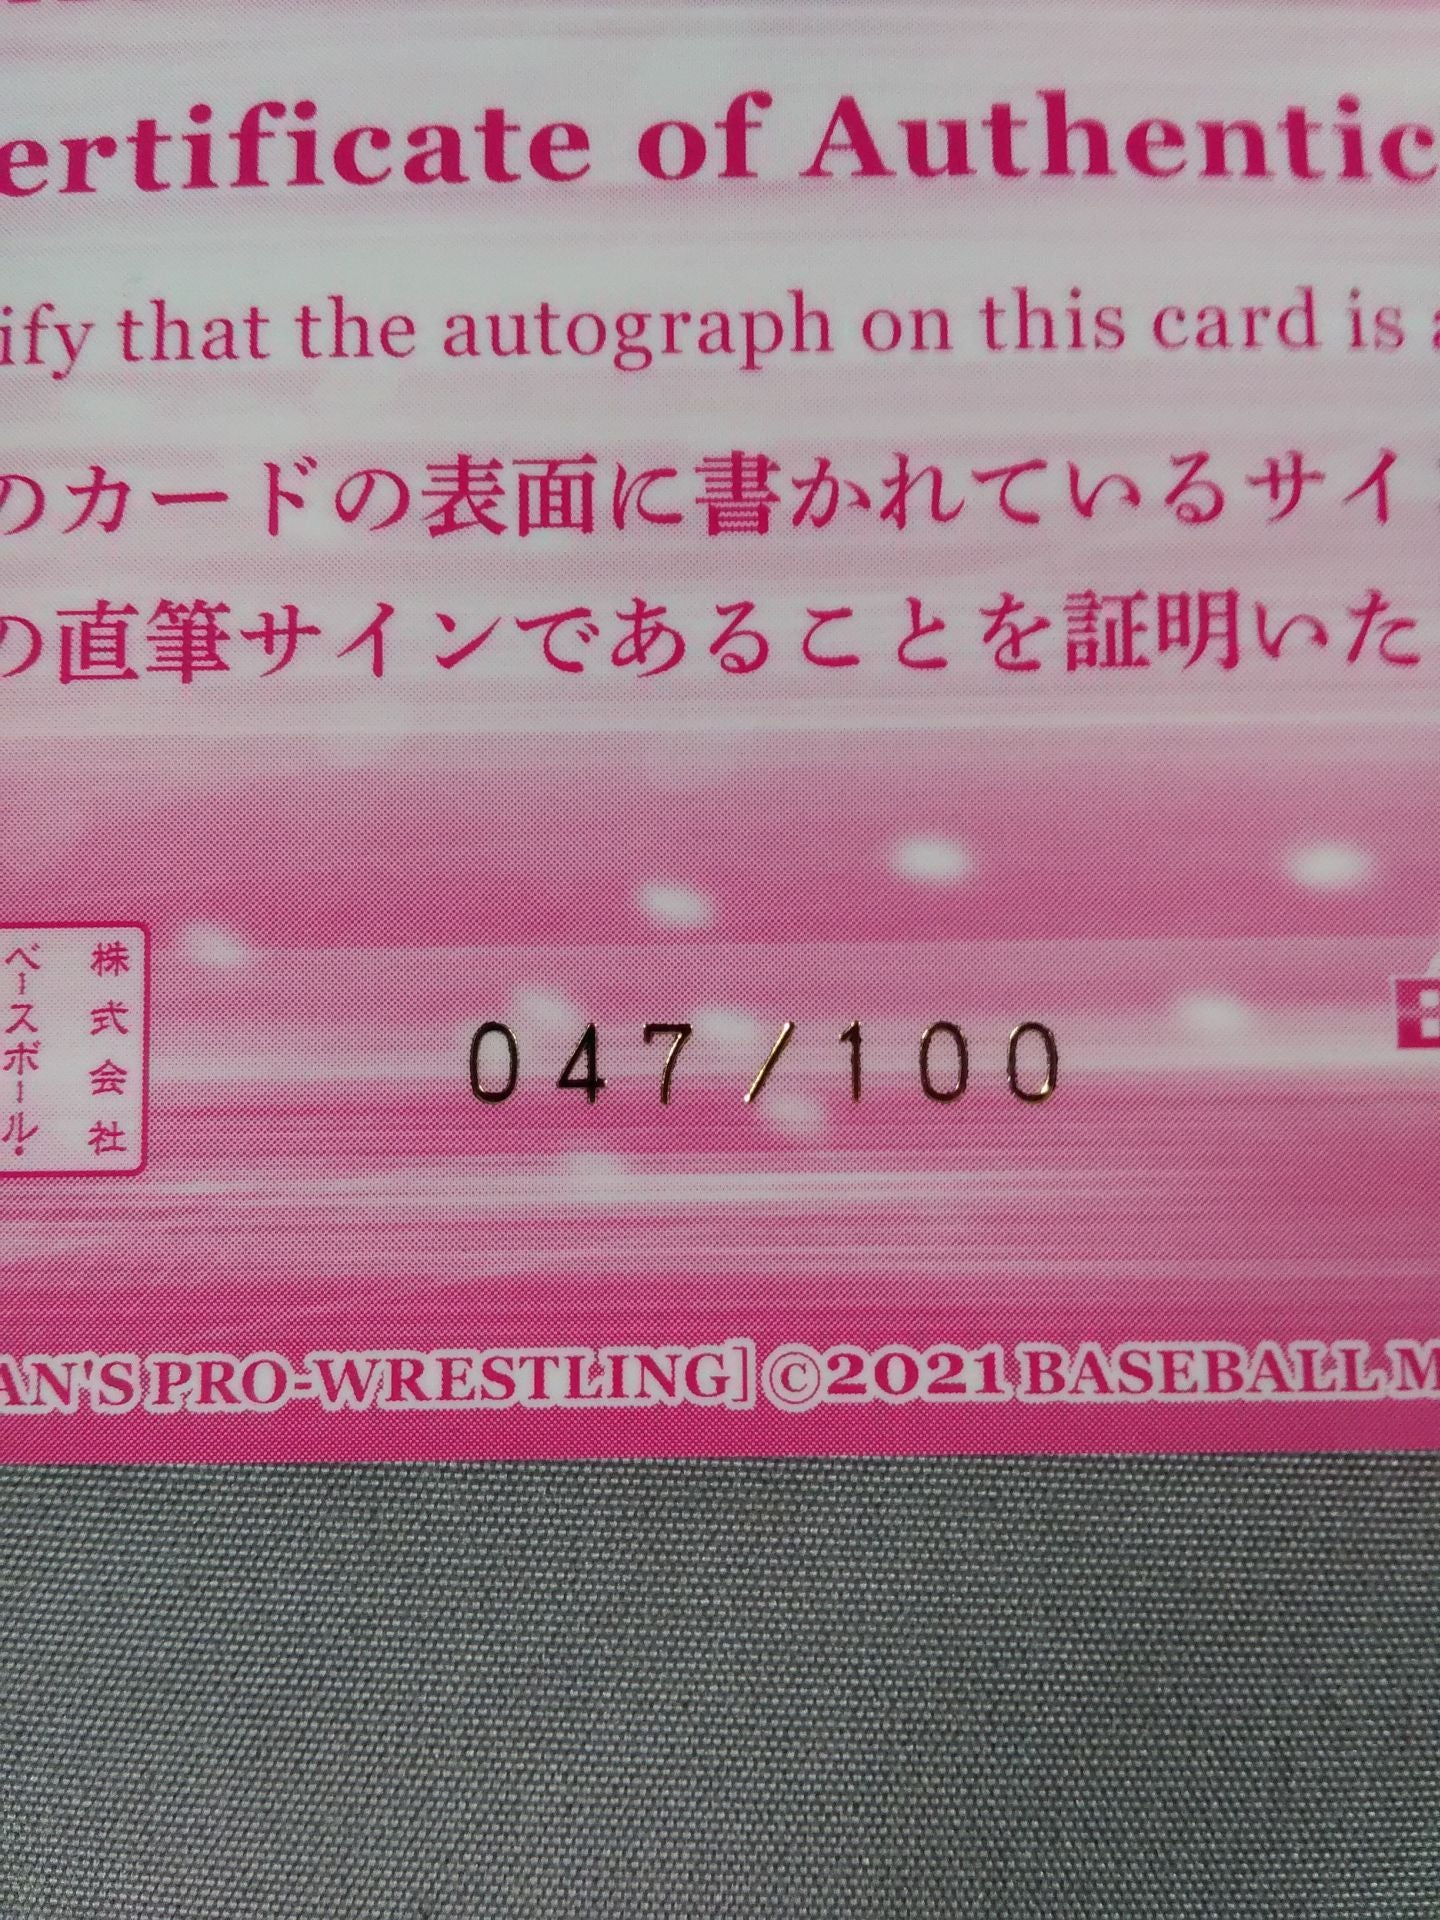 ertificate of Authentic
ify that the autograph on this card is
のカードの表面に書かれているサイ
の直筆サインであることを証明いた
株式会社
ベースボール・
047/100
AN'S PRO-WRESTLING] ©2021 BASEBALL M